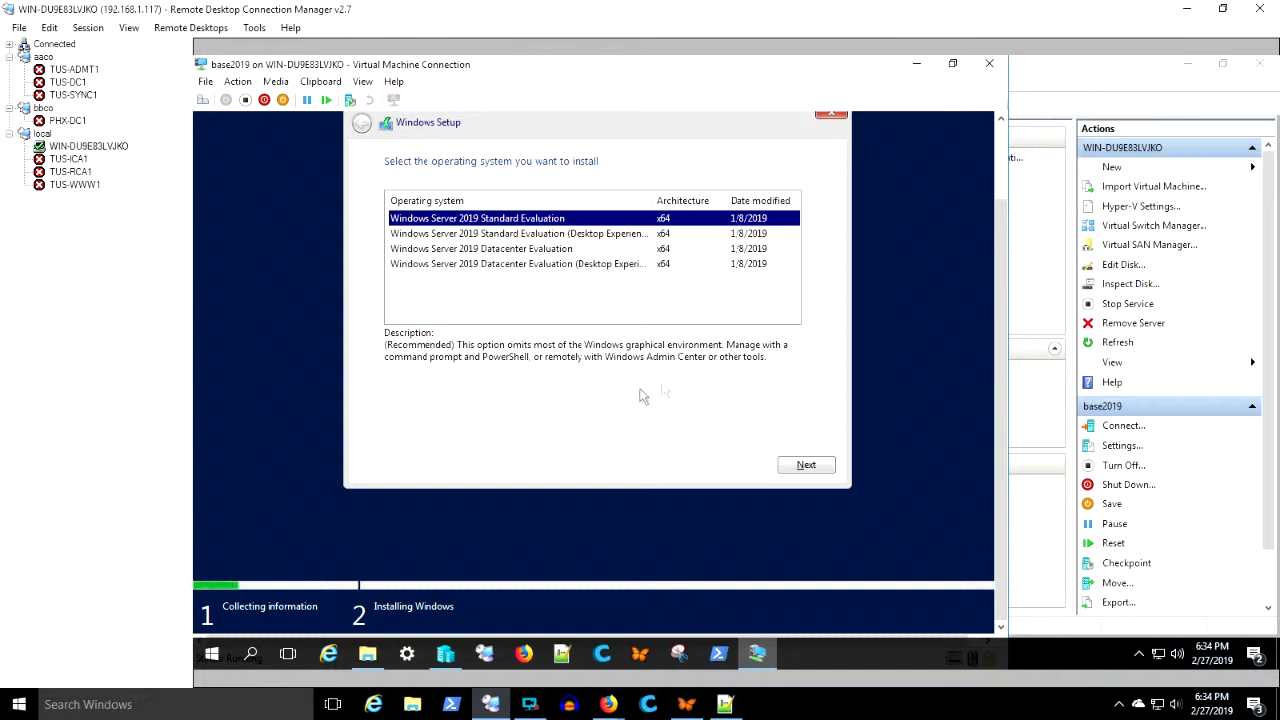 WIN-DU9E83LVJKO (192.168.1.117) - Remote Desktop Connection Manager v2.7
File Edit Session View Remote Desktops Tools Help
Connected
aaco
TUS-ADMT1
TUS-DC1
TUS-SYNC1
bbco
PHX-DC1
local
WIN-DU9E83LVJKO
TUS-ICA1
TUS-RCA1
TUS-WWW1
base2019 on WIN-DU9E83LVJKO - Virtual Machine Connection
File Action Media Clipboard View Help
Windows Setup
Select the operating system you want to install
Operating system Architecture Date modified
Windows Server 2019 Standard Evaluation x64 1/8/2019
Windows Server 2019 Standard Evaluation (Desktop Experien... x64 1/8/2019
Windows Server 2019 Datacenter Evaluation x64 1/8/2019
Windows Server 2019 Datacenter Evaluation (Desktop Experi... x64 1/8/2019
Description:
(Recommended) This option omits most of the Windows graphical environment. Manage with a
command prompt and PowerShell, or remotely with Windows Admin Center or other tools.
Next
1 Collecting information 2 Installing Windows
Actions
WIN-DU9E83LVJKO
New
Import Virtual Machine...
Hyper-V Settings...
Virtual Switch Manager...
Virtual SAN Manager...
Edit Disk...
Inspect Disk...
Stop Service
Remove Server
Refresh
View
Help
base2019
Connect...
Settings...
Turn Off...
Shut Down...
Save
Pause
Reset
Checkpoint
Move...
Export...
6:34 PM
2/27/2019
2
Search Windows
6:34 PM
2/27/2019
2